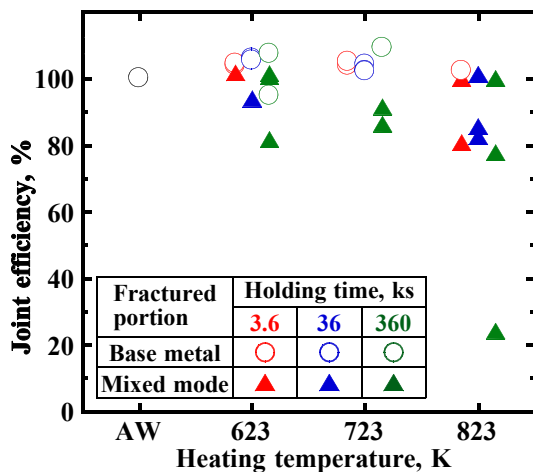 Joint efficiency, %
100
80
60
40
20
0
Fractured portion
Holding time, ks
3.6 36 360
Base metal
Mixed mode
AW 623 723 823
Heating temperature, K